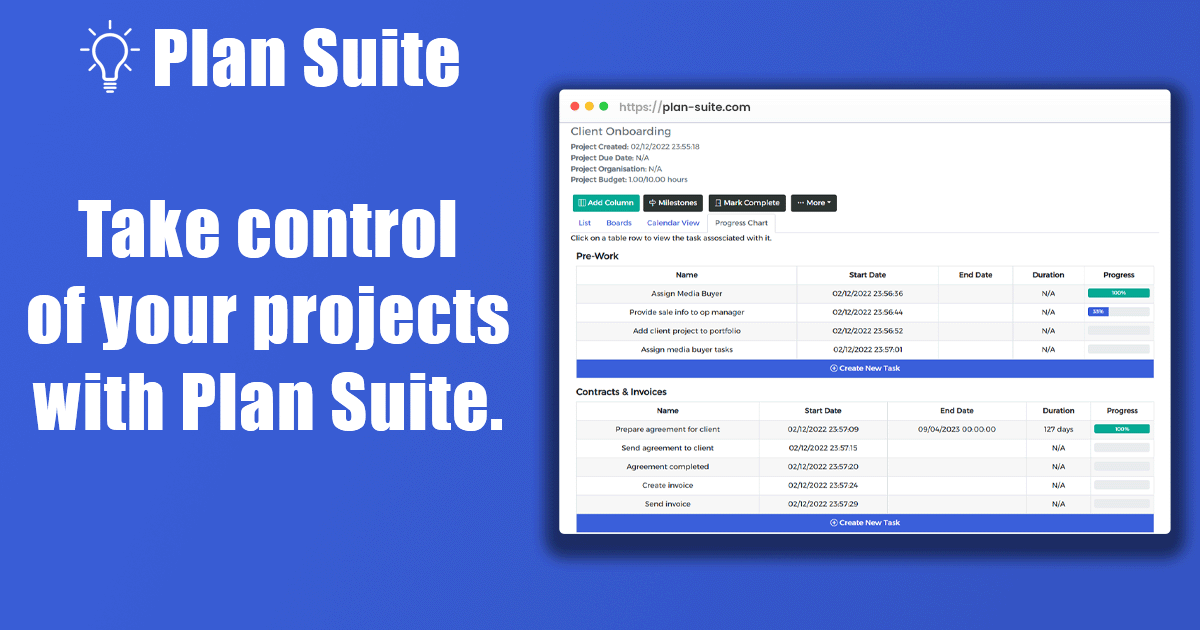 Plan Suite
Take control
of your projects
with Plan Suite.
https://plan-suite.com
Client Onboarding
Project Created: 02/12/2022 23:55:18
Project Due Date: N/A
Project Organisation: N/A
Project Budget: 1.00/10.00 hours
Add Column Milestones Mark Complete ··· More
List Boards Calendar View Progress Chart
Click on a table row to view the task assosciated with it.
Pre-Work
Name Start Date End Date Duration Progress
Assign Media Buyer 02/12/2022 23:56:36 N/A 100%
Provide sale info to op manager 02/12/2022 23:56:44 N/A 33%
Add client project to portfolio 02/12/2022 23:56:52 N/A
Assign media buyer tasks 02/12/2022 23:57:01 N/A
Create New Task
Contracts & Invoices
Name Start Date End Date Duration Progress
Prepare agreement for client 02/12/2022 23:57:09 09/04/2023 00:00:00 127 days 100%
Send agreement to client 02/12/2022 23:57:15 N/A
Agreement completed 02/12/2022 23:57:20 N/A
Create invoice 02/12/2022 23:57:24 N/A
Send invoice 02/12/2022 23:57:29 N/A
Create New Task